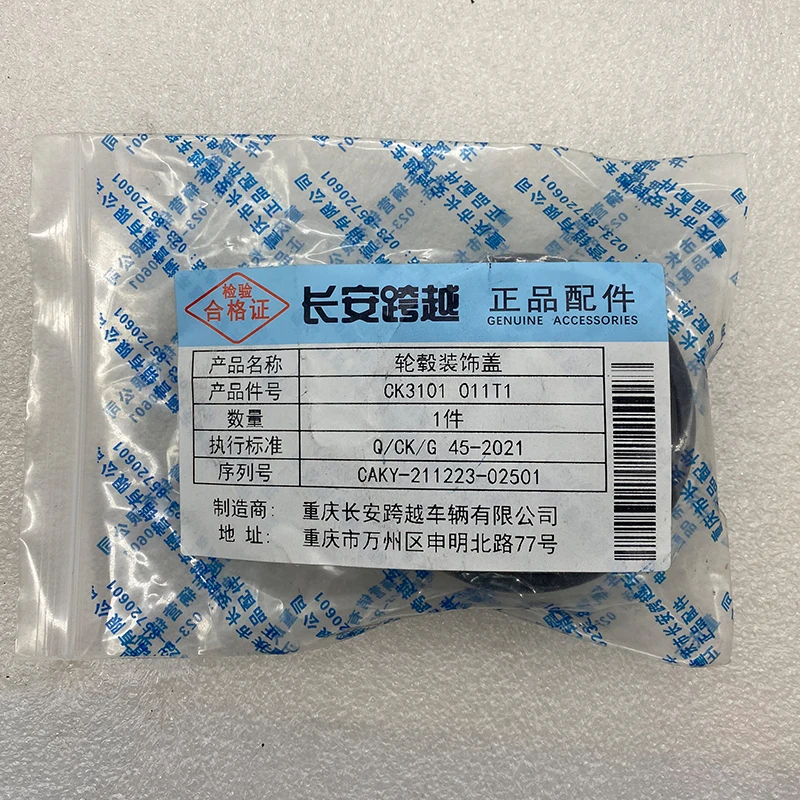 检验
合格证
长安跨越
正品配件
GENUINE ACCESSORIES
产品名称 轮毂装饰盖
产品件号 CK3101 011T1
数量 1件
执行标准 Q/CK/G 45-2021
序列号 CAKY-211223-02501
制造商: 重庆长安跨越车辆有限公司
地 址: 重庆市万州区申明北路77号
023-85720601